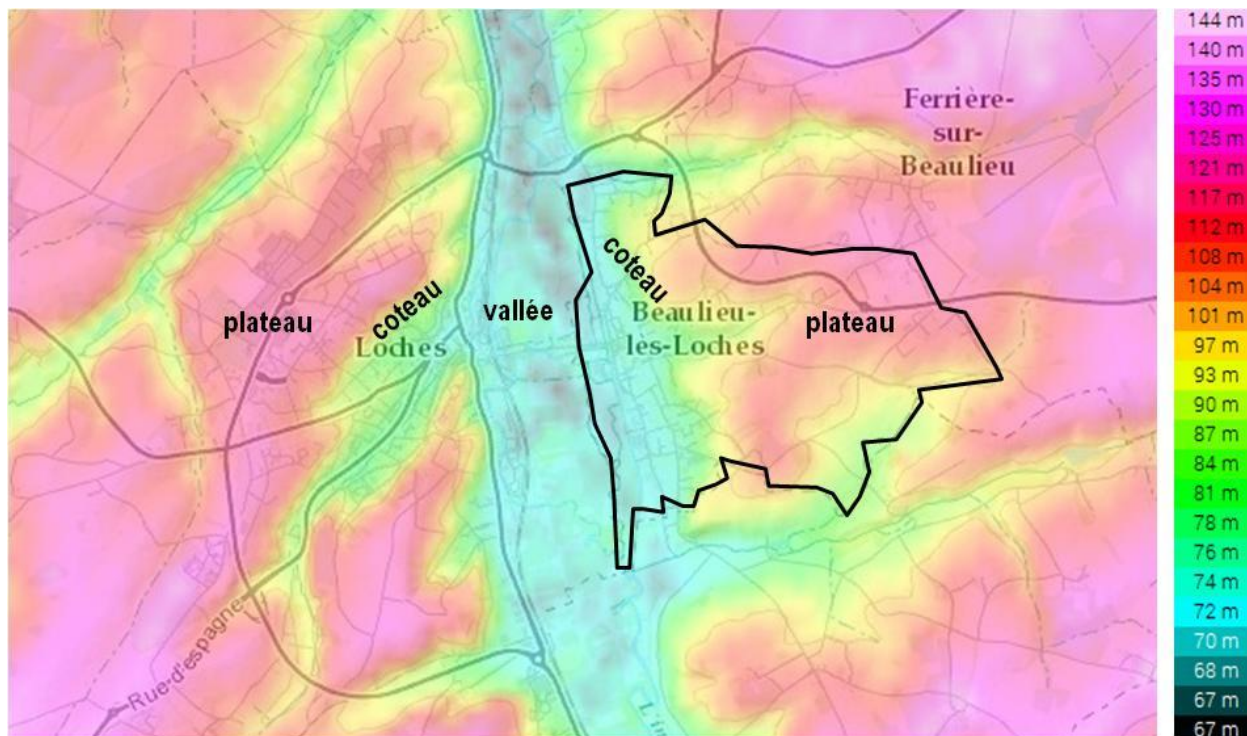 Ferrière-
sur-
Beaulieu
coteau
coteau
plateau
vallée
Beaulieu-
lès-Loches
plateau
Loches
Rue-d'espagne
L'in
144 m
140 m
135 m
130 m
125 m
121 m
117 m
112 m
108 m
104 m
101 m
97 m
93 m
90 m
87 m
84 m
81 m
78 m
76 m
74 m
72 m
70 m
68 m
67 m
67 m